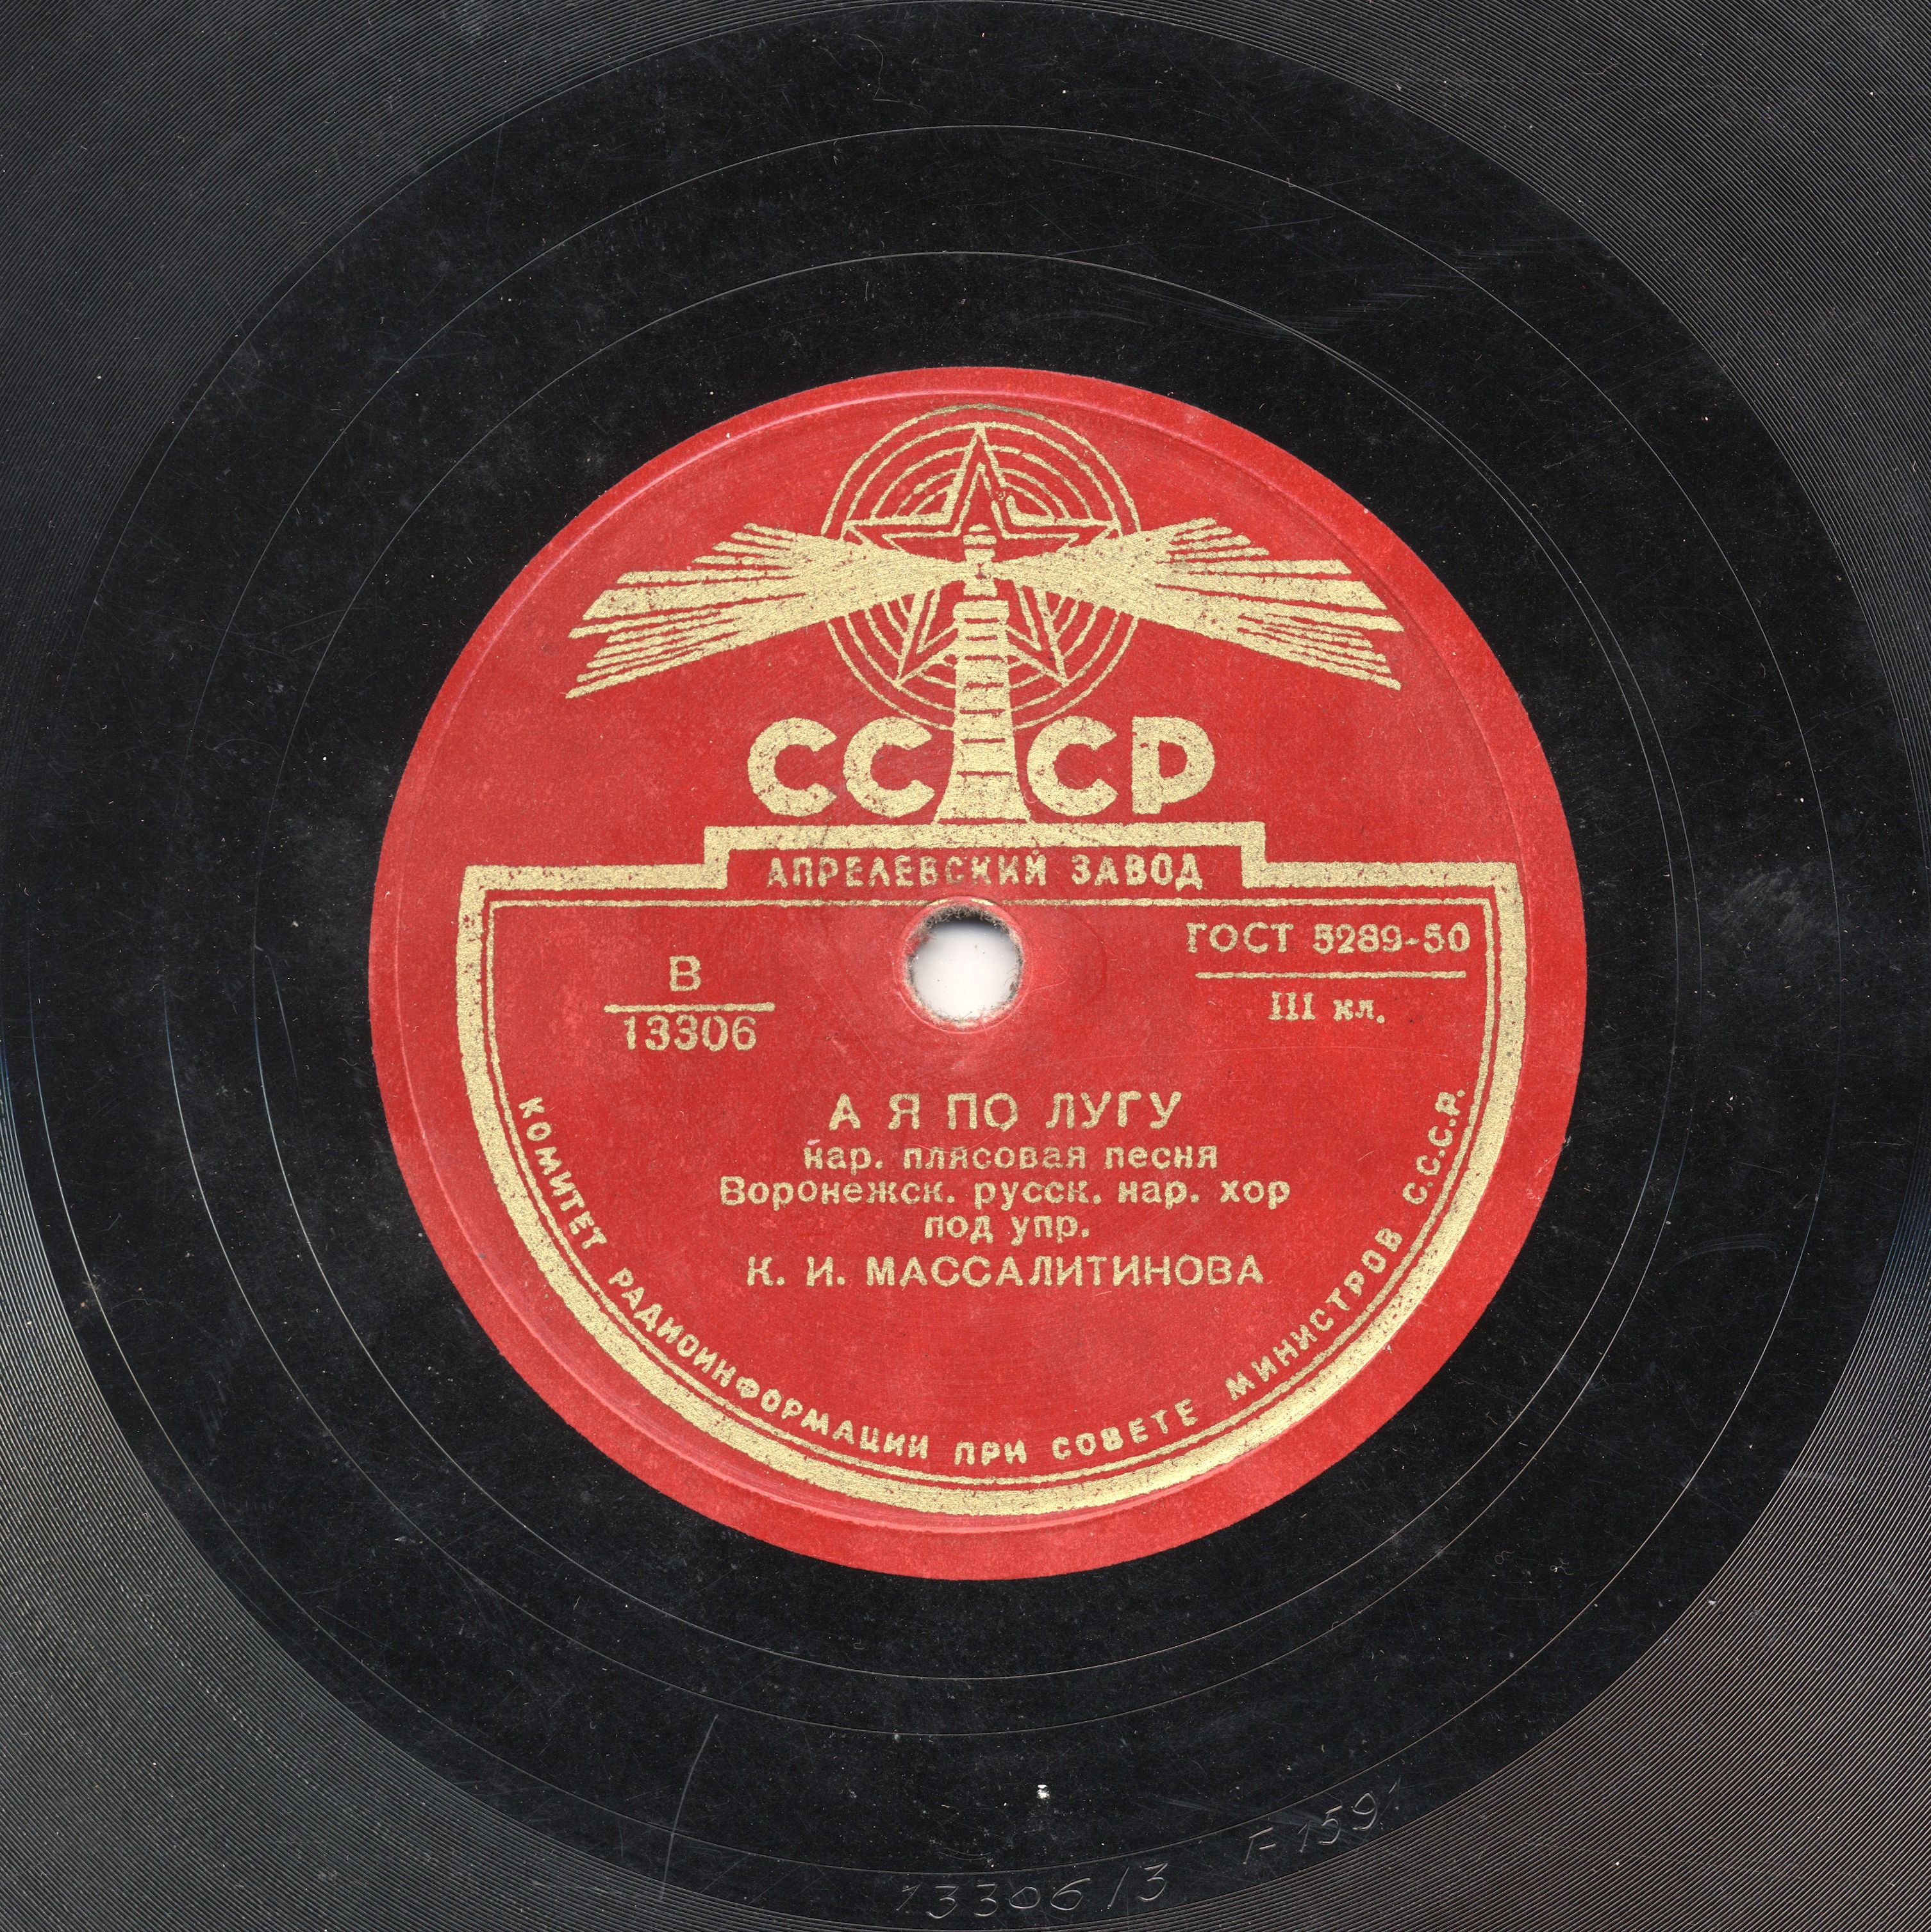 СССР
АПРЕЛЕВСКИЙ ЗАВОД
ГОСТ 5289-50
III кл.
В
13306
А Я ПО ЛУГУ
нар. плясовая песня
Воронежск. русск. нар. хор
под упр.
К. И. МАССАЛИТИНОВА
КОМИТЕТ РАДИОИНФОРМАЦИИ ПРИ СОВЕТЕ МИНИСТРОВ С.С.С.Р.
13306/3 F 159